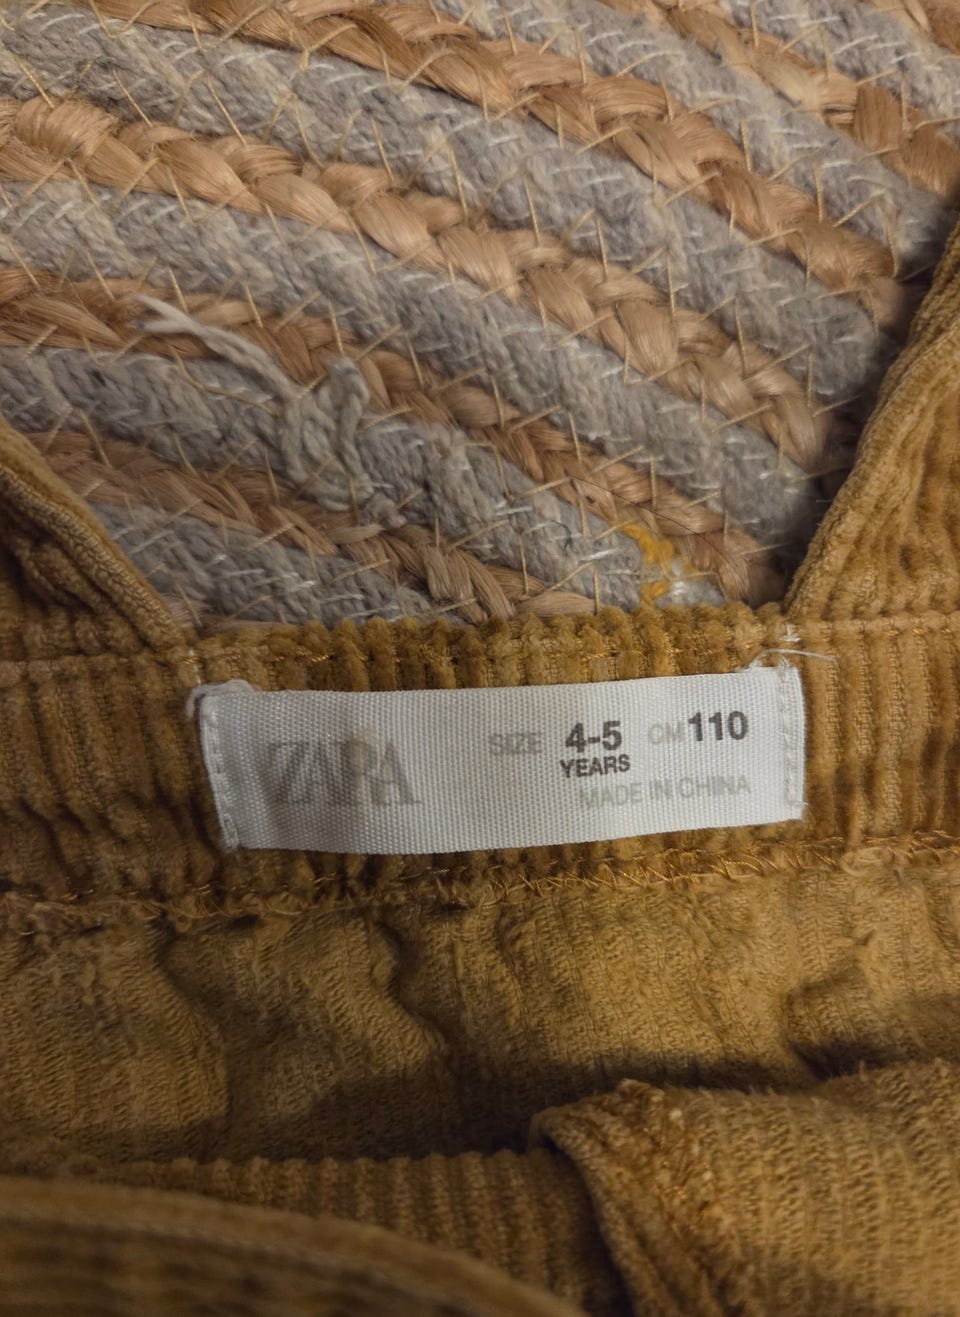 ZARA
SIZE 4-5 CM 110
YEARS
MADE IN CHINA